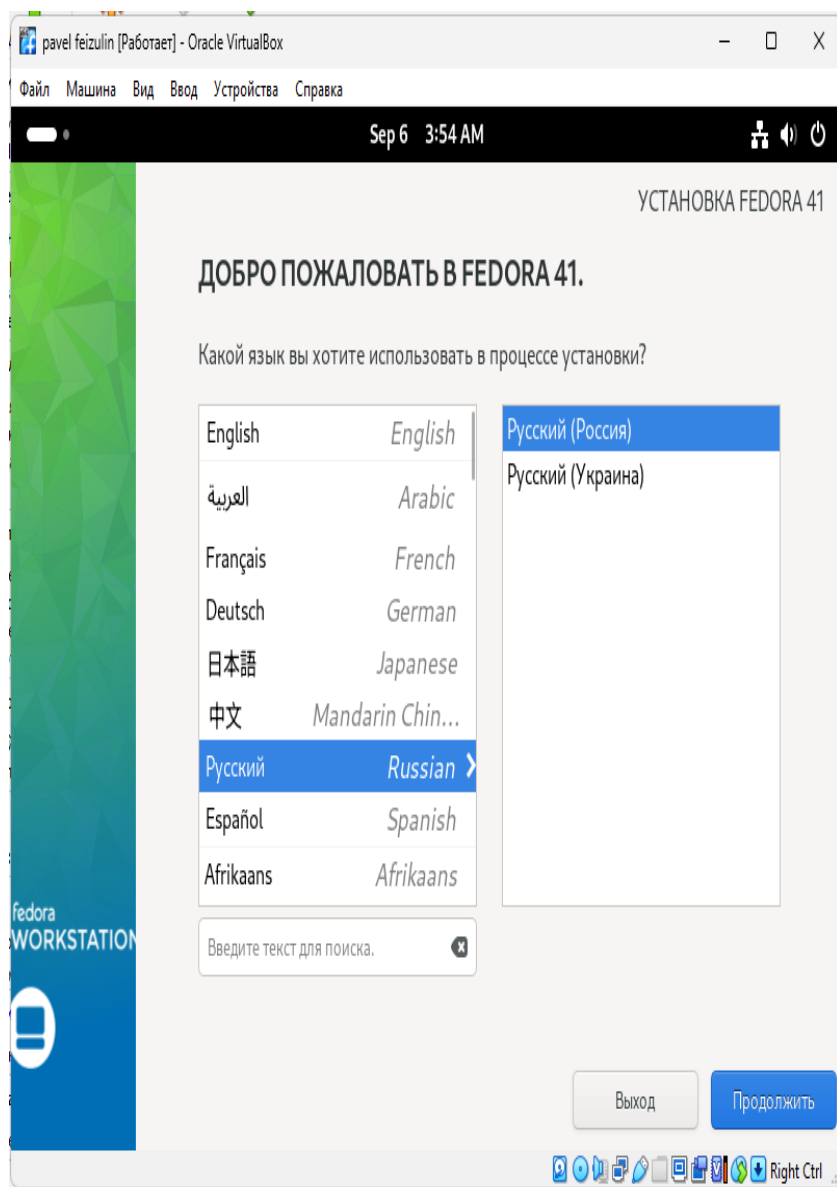 pavel feizulin [Работает] - Oracle VirtualBox
Файл Машина Вид Ввод Устройства Справка
Sep 6 3:54 AM
УСТАНОВКА FEDORA 41
ДОБРО ПОЖАЛОВАТЬ В FEDORA 41.
Какой язык вы хотите использовать в процессе установки?
English English
العربية Arabic
Français French
Deutsch German
日本語 Japanese
中文 Mandarin Chin...
Русский Russian
Español Spanish
Afrikaans Afrikaans
Русский (Россия)
Русский (Украина)
Введите текст для поиска.
fedora
WORKSTATION
Выход Продолжить
Right Ctrl